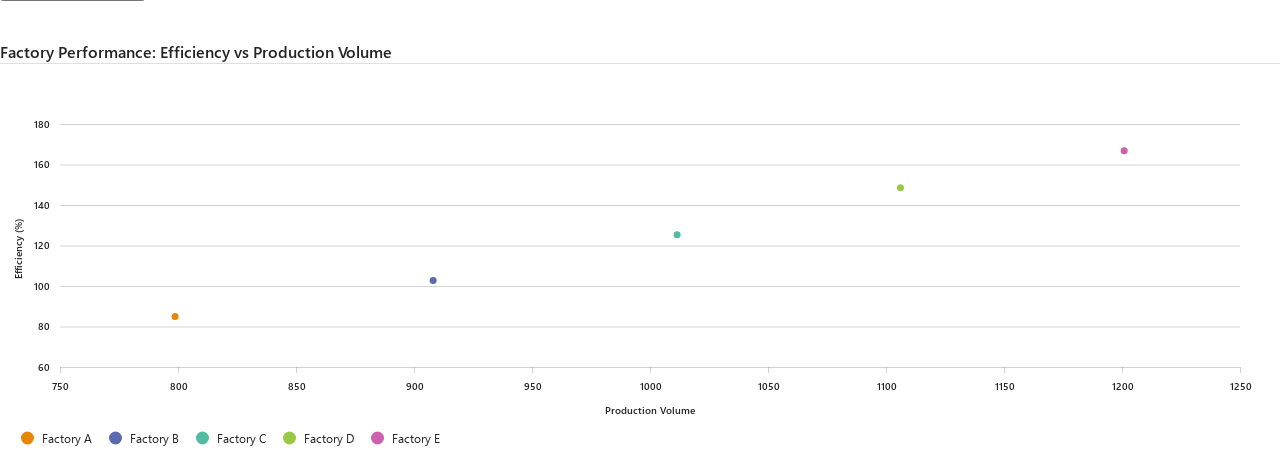 Factory Performance: Efficiency vs Production Volume
180
160
140
120
100
80
60
Efficiency (%)
750 800 850 900 950 1000 1050 1100 1150 1200 1250
Production Volume
Factory A Factory B Factory C Factory D Factory E